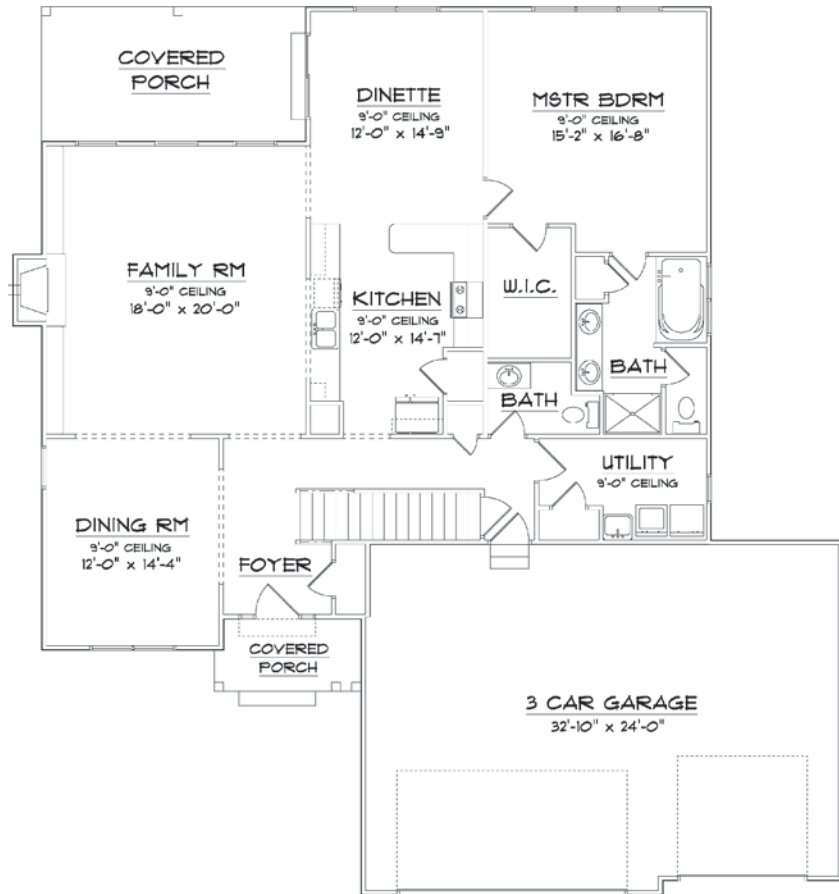 COVERED
PORCH
DINETTE
9'-0" CEILING
12'-0" x 14'-9"
MSTR BDRM
9'-0" CEILING
15'-2" x 16'-8"
FAMILY RM
9'-0" CEILING
18'-0" x 20'-0"
KITCHEN
9'-0" CEILING
12'-0" x 14'-7"
W.I.C.
BATH
BATH
UTILITY
9'-0" CEILING
DINING RM
9'-0" CEILING
12'-0" x 14'-4"
FOYER
COVERED
PORCH
3 CAR GARAGE
32'-10" x 24'-0"